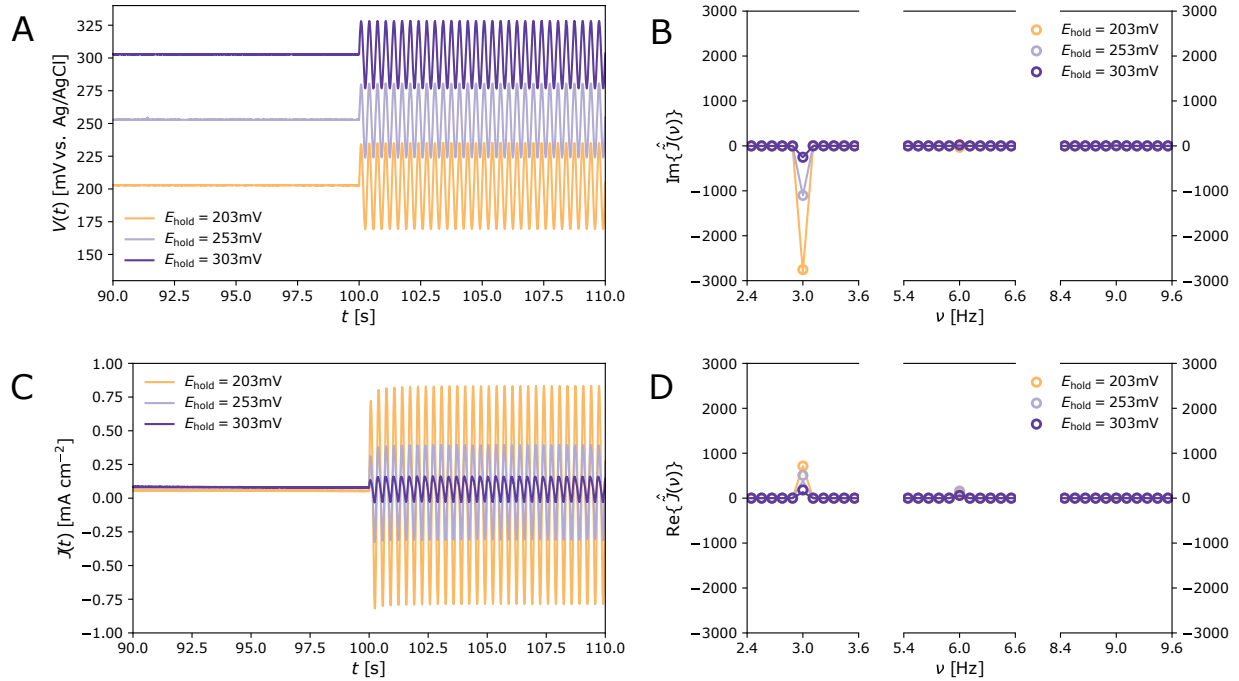 A
V(t) [mV vs. Ag/AgCl]
325
300
275
250
225
200
175
150
E_hold = 203mV
E_hold = 253mV
E_hold = 303mV
90.0 92.5 95.0 97.5 100.0 102.5 105.0 107.5 110.0
t [s]
B
Im{Ĵ̃(ν)}
3000
2000
1000
0
−1000
−2000
−3000
E_hold = 203mV
E_hold = 253mV
E_hold = 303mV
3000
2000
1000
0
−1000
−2000
−3000
2.4 3.0 3.6 5.4 6.0 6.6 8.4 9.0 9.6
ν [Hz]
C
J(t) [mA cm⁻²]
1.00
0.75
0.50
0.25
0.00
−0.25
−0.50
−0.75
−1.00
E_hold = 203mV
E_hold = 253mV
E_hold = 303mV
90.0 92.5 95.0 97.5 100.0 102.5 105.0 107.5 110.0
t [s]
D
Re{Ĵ̃(ν)}
3000
2000
1000
0
−1000
−2000
−3000
E_hold = 203mV
E_hold = 253mV
E_hold = 303mV
3000
2000
1000
0
−1000
−2000
−3000
2.4 3.0 3.6 5.4 6.0 6.6 8.4 9.0 9.6
ν [Hz]